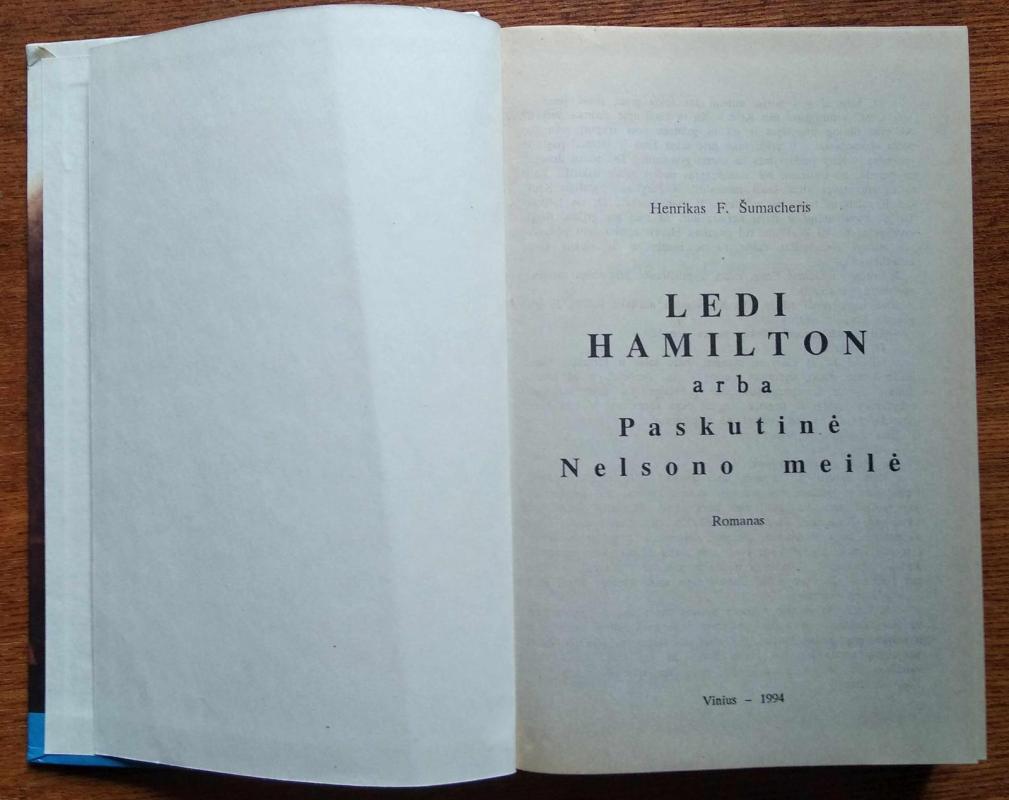 Henrikas F. Šumacheris
LEDI
HAMILTON
arba
Paskutinė
Nelsono meilė
Romanas
Vinius – 1994